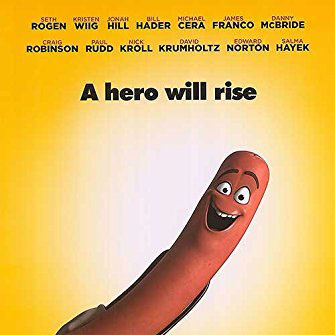 SETH KRISTEN JONAH BILL MICHAEL JAMES DANNY
ROGEN WIIG HILL HADER CERA FRANCO McBRIDE
CRAIG PAUL NICK DAVID EDWARD SALMA
ROBINSON RUDD KROLL KRUMHOLTZ NORTON HAYEK
A hero will rise